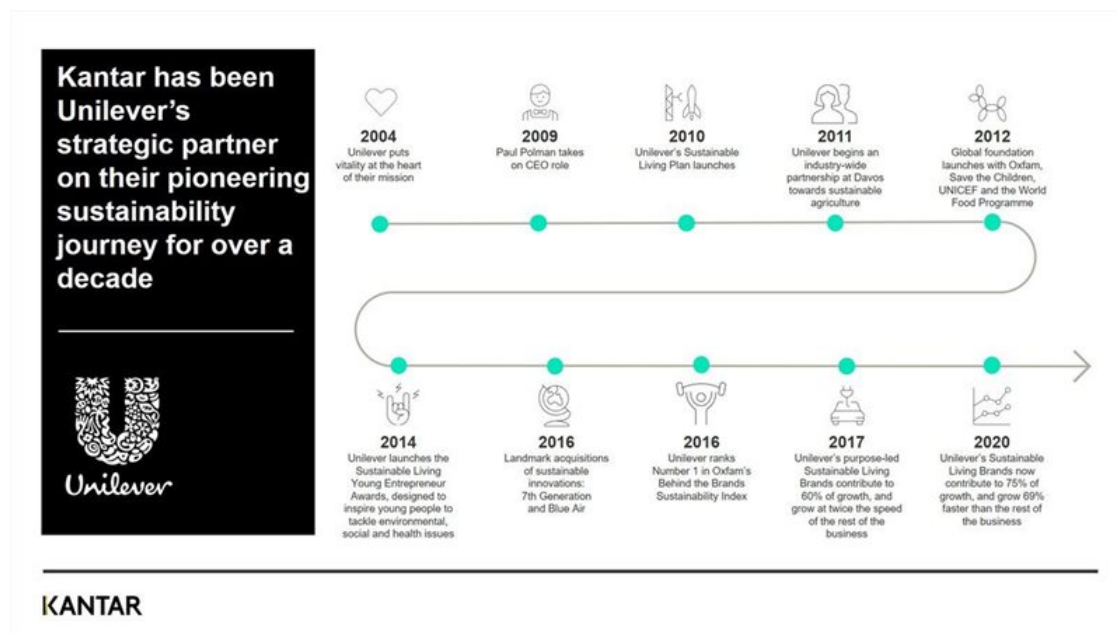 Kantar has been
Unilever's
strategic partner
on their pioneering
sustainability
journey for over a
decade
Unilever
2004
Unilever puts
vitality at the heart
of their mission
2009
Paul Polman takes
on CEO role
2010
Unilever's Sustainable
Living Plan launches
2011
Unilever begins an
industry-wide
partnership at Davos
towards sustainable
agriculture
2012
Global foundation
launches with Oxfam,
Save the Children,
UNICEF and the World
Food Programme
2014
Unilever launches the
Sustainable Living
Young Entrepreneur
Awards, designed to
inspire young people to
tackle environmental,
social and health issues
2016
Landmark acquisitions
of sustainable
innovations:
7th Generation
and Blue Air
2016
Unilever ranks
Number 1 in Oxfam's
Behind the Brands
Sustainability Index
2017
Unilever's purpose-led
Sustainable Living
Brands contribute to
60% of growth, and
grow at twice the speed
of the rest of the
business
2020
Unilever's Sustainable
Living Brands now
contribute to 75% of
growth, and grow 69%
faster than the rest of
the business
KANTAR